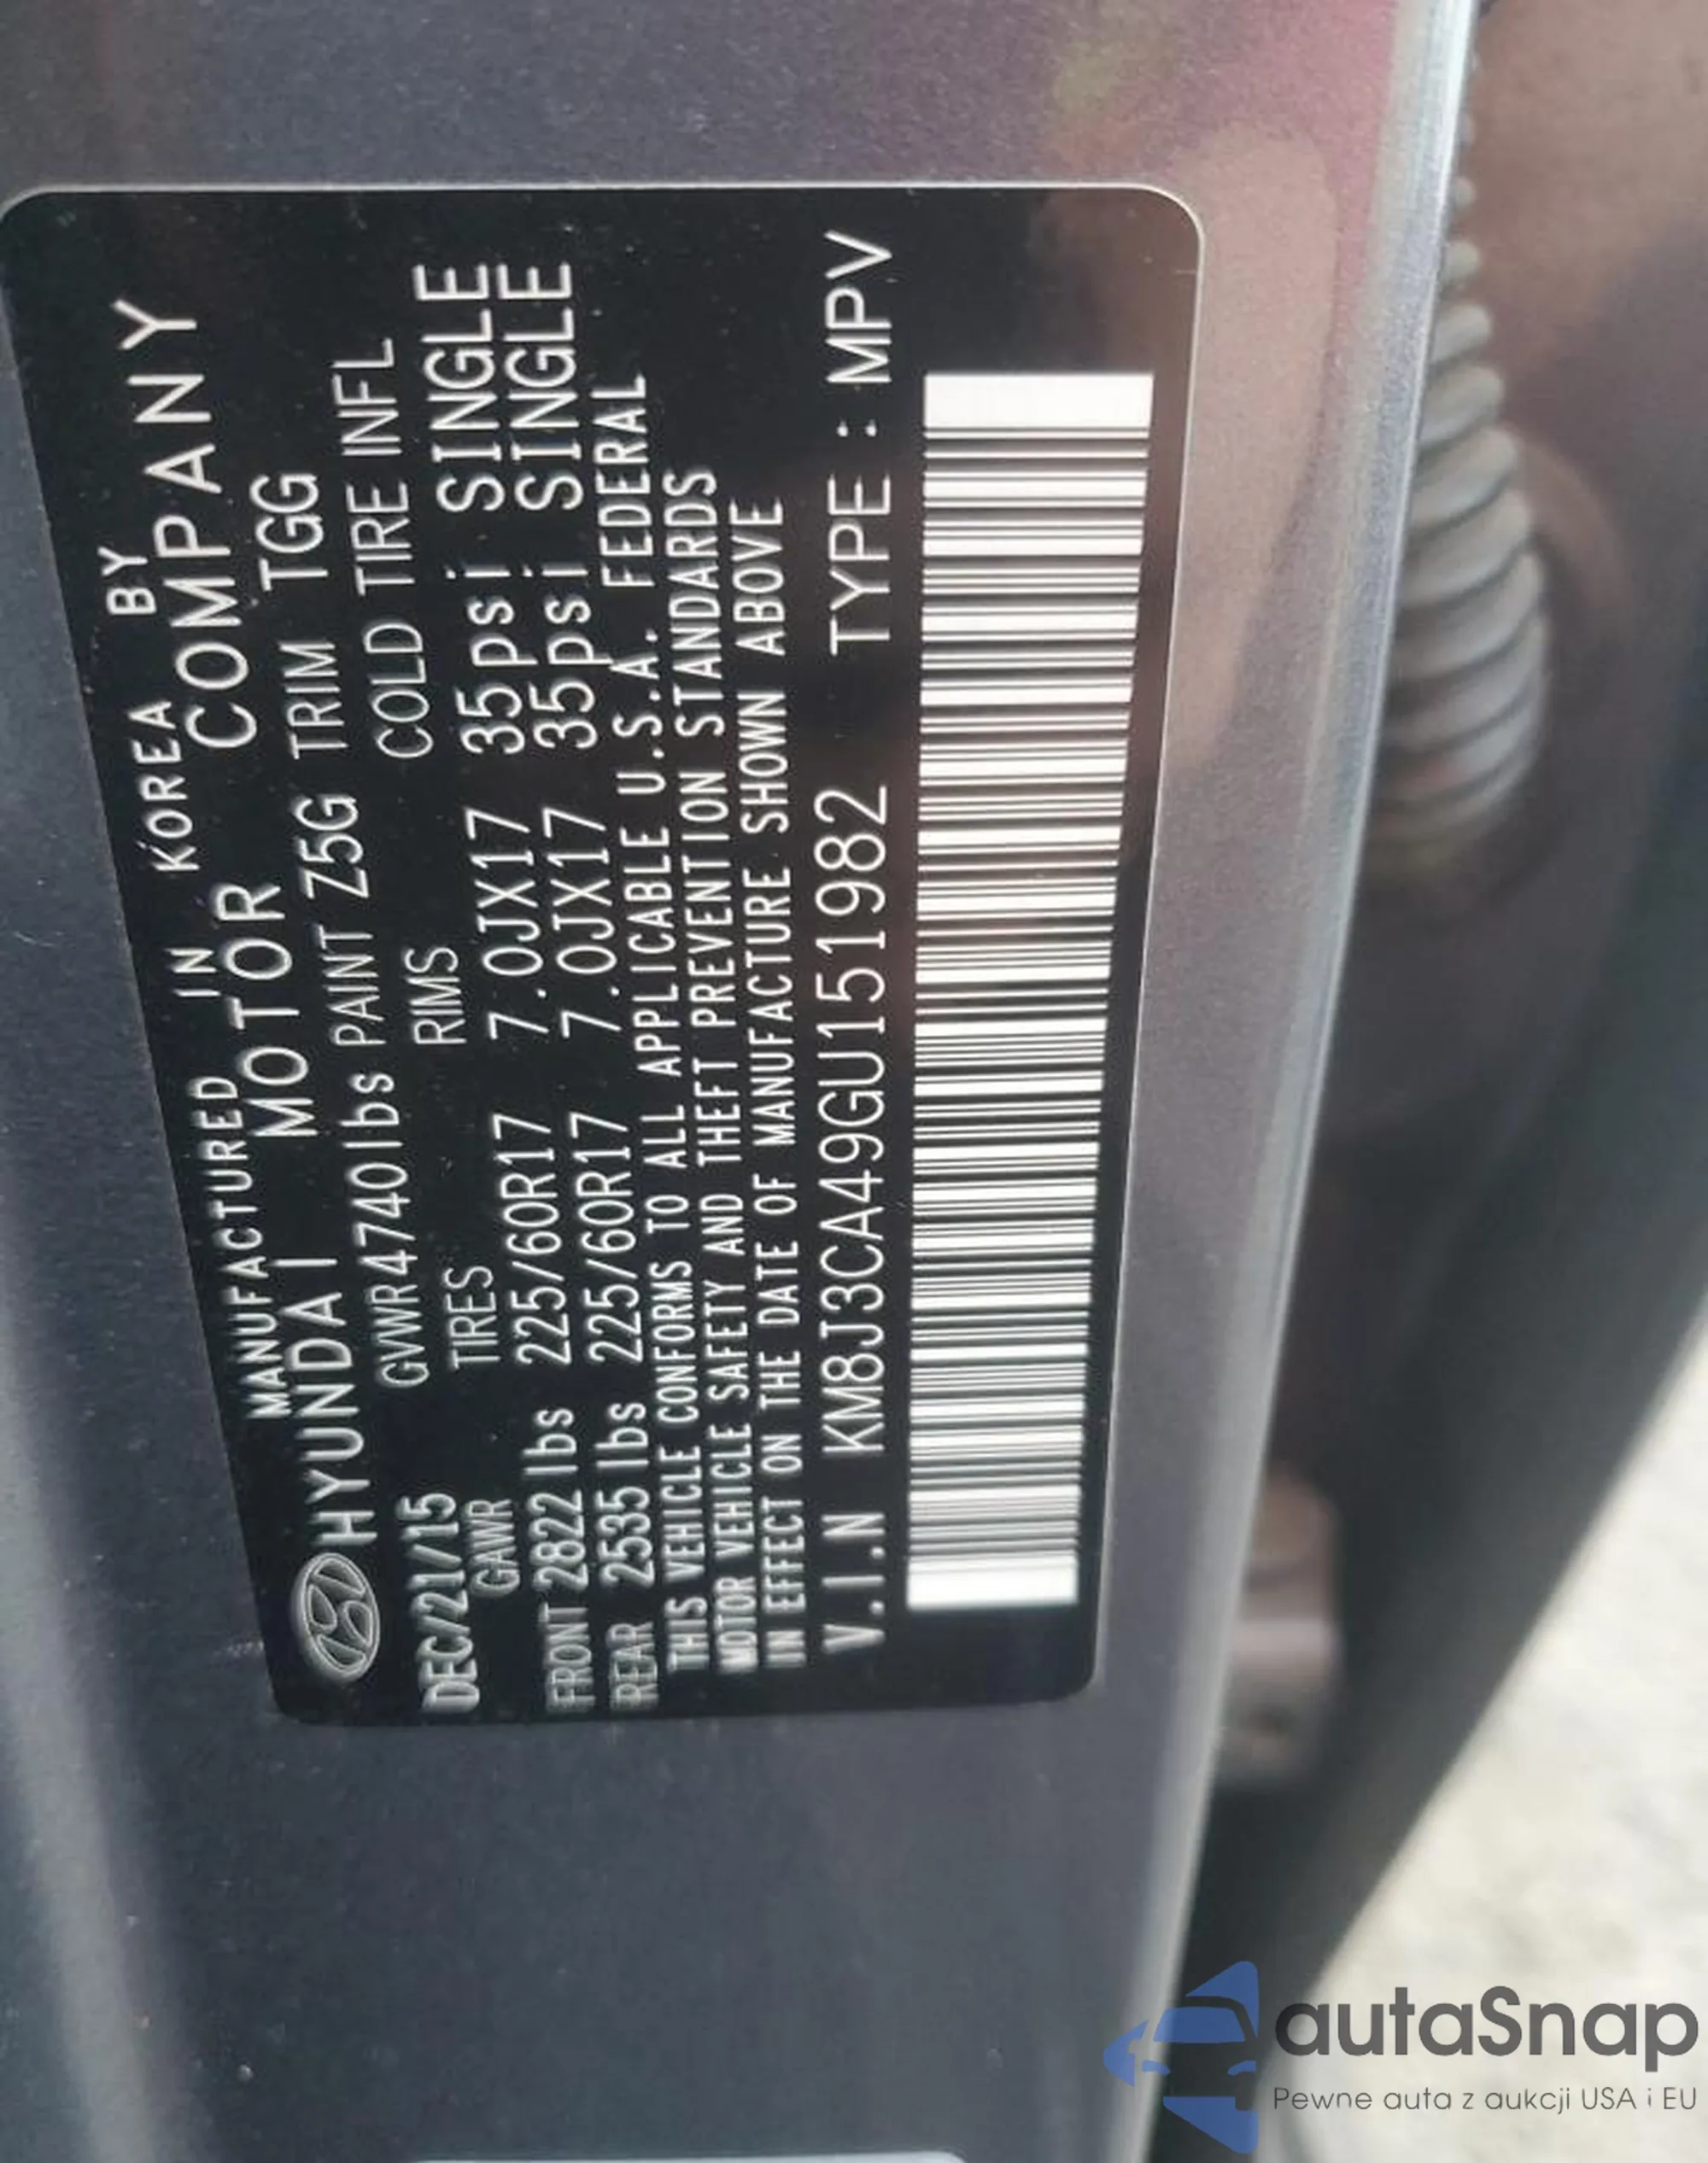 MANUFACTURED IN KOREA BY
HYUNDAI MOTOR COMPANY
DEC/21/15 GVWR4740lbs PAINT Z5G TRIM TGG
GAWR TIRES RIMS COLD TIRE INFL
FRONT 2822 lbs 225/60R17 7.0JX17 35psi SINGLE
REAR 2535 lbs 225/60R17 7.0JX17 35psi SINGLE
THIS VEHICLE CONFORMS TO ALL APPLICABLE U.S.A. FEDERAL
MOTOR VEHICLE SAFETY AND THEFT PREVENTION STANDARDS
IN EFFECT ON THE DATE OF MANUFACTURE SHOWN ABOVE
V.I.N KM8J3CA49GU151982 TYPE : MPV
autaSnap
Pewne auta z aukcji USA i EU